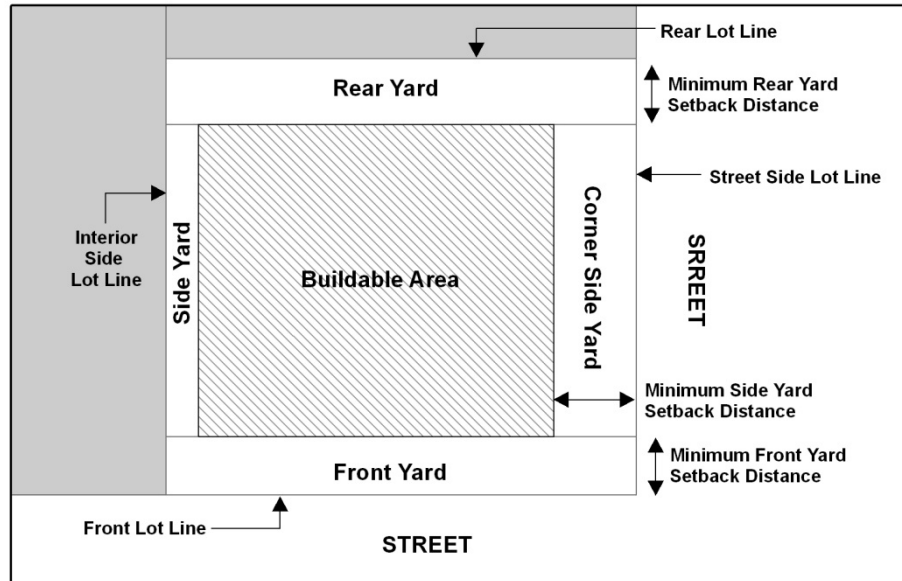 Rear Lot Line
Rear Yard
Minimum Rear Yard
Setback Distance
Street Side Lot Line
Interior
Side
Lot Line
Side Yard
Buildable Area
Corner Side Yard
SRREET
Minimum Side Yard
Setback Distance
Front Yard
Minimum Front Yard
Setback Distance
Front Lot Line
STREET